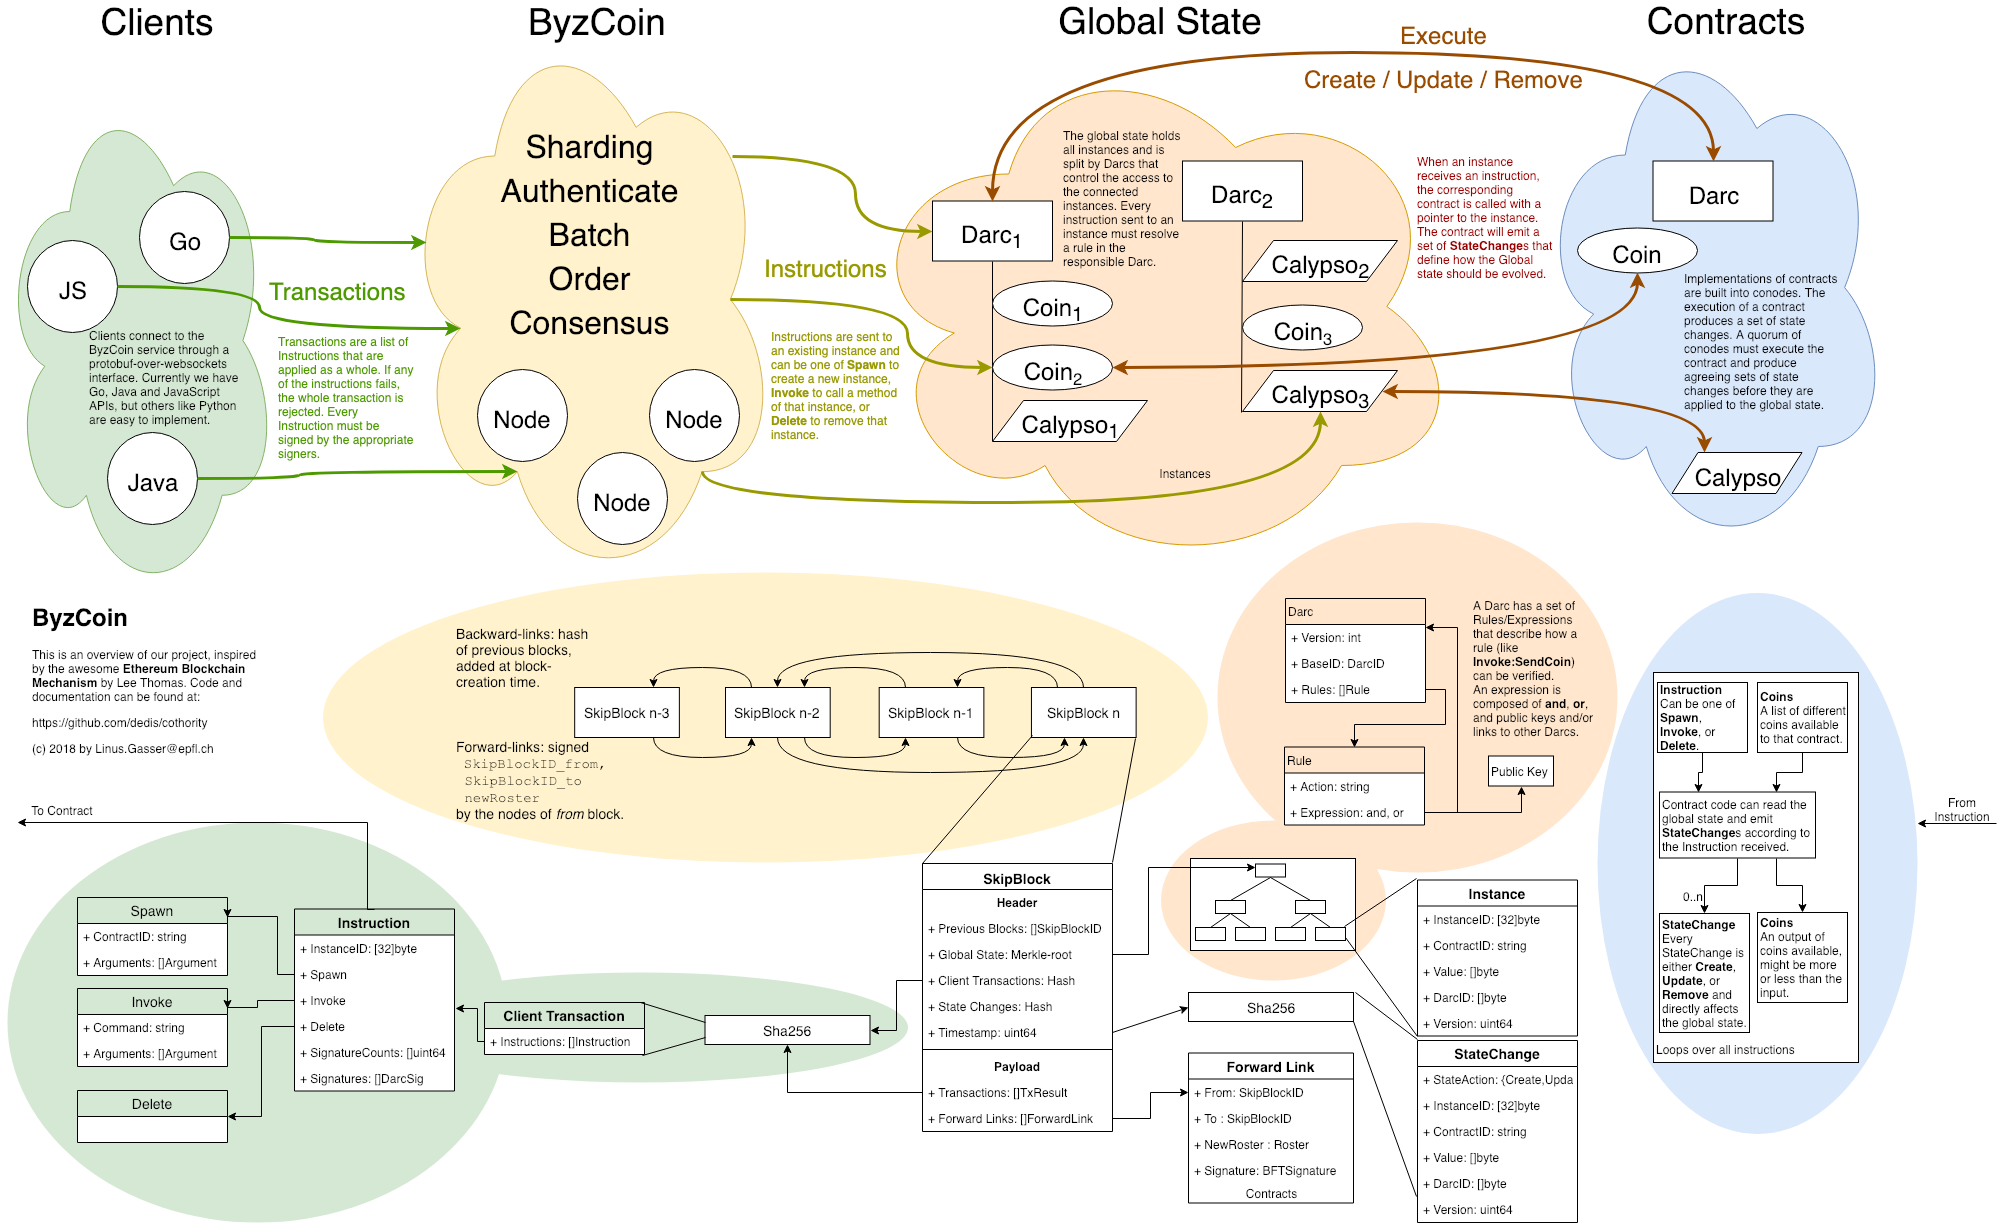 Clients
ByzCoin
Global State
Contracts
Execute
Create / Update / Remove
Go
JS
Java
Clients connect to the
ByzCoin service through a
protobuf-over-websockets
interface. Currently we have
Go, Java and JavaScript
APIs, but others like Python
are easy to implement.
Transactions
Transactions are a list of
Instructions that are
applied as a whole. If any
of the instructions fails,
the whole transaction is
rejected. Every
Instruction must be
signed by the appropriate
signers.
Sharding
Authenticate
Batch
Order
Consensus
Node
Node
Node
Instructions
Instructions are sent to
an existing instance and
can be one of Spawn to
create a new instance,
Invoke to call a method
of that instance, or
Delete to remove that
instance.
The global state holds
all instances and is
split by Darcs that
control the access to
the connected
instances. Every
instruction sent to an
instance must resolve
a rule in the
responsible Darc.
Darc1
Coin1
Coin2
Calypso1
Darc2
Calypso2
Coin3
Calypso3
Instances
When an instance
receives an instruction,
the corresponding
contract is called with a
pointer to the instance.
The contract will emit a
set of StateChanges that
define how the Global
state should be evolved.
Darc
Coin
Implementations of contracts
are built into conodes. The
execution of a contract
produces a set of state
changes. A quorum of
conodes must execute the
contract and produce
agreeing sets of state
changes before they are
applied to the global state.
Calypso
ByzCoin
This is an overview of our project, inspired
by the awesome Ethereum Blockchain
Mechanism by Lee Thomas. Code and
documentation can be found at:
https://github.com/dedis/cothority
(c) 2018 by Linus.Gasser@epfl.ch
Backward-links: hash
of previous blocks,
added at block-
creation time.
SkipBlock n-3
SkipBlock n-2
SkipBlock n-1
SkipBlock n
Forward-links: signed
SkipBlockID_from,
SkipBlockID_to
newRoster
by the nodes of from block.
Darc
+ Version: int
+ BaseID: DarcID
+ Rules: []Rule
Rule
+ Action: string
+ Expression: and, or
Public Key
A Darc has a set of
Rules/Expressions
that describe how a
rule (like
Invoke:SendCoin)
can be verified.
An expression is
composed of and, or,
and public keys and/or
links to other Darcs.
Instruction
Can be one of
Spawn,
Invoke, or
Delete.
Coins
A list of different
coins available
to that contract.
Contract code can read the
global state and emit
StateChanges according to
the Instruction received.
0..n
StateChange
Every
StateChange is
either Create,
Update, or
Remove and
directly affects
the global state.
Coins
An output of
coins available,
might be more
or less than the
input.
Loops over all instructions
From
Instruction
To Contract
Spawn
+ ContractID: string
+ Arguments: []Argument
Invoke
+ Command: string
+ Arguments: []Argument
Delete
Instruction
+ InstanceID: [32]byte
+ Spawn
+ Invoke
+ Delete
+ SignatureCounts: []uint64
+ Signatures: []DarcSig
Client Transaction
+ Instructions: []Instruction
Sha256
SkipBlock
Header
+ Previous Blocks: []SkipBlockID
+ Global State: Merkle-root
+ Client Transactions: Hash
+ State Changes: Hash
+ Timestamp: uint64
Payload
+ Transactions: []TxResult
+ Forward Links: []ForwardLink
Sha256
Forward Link
+ From: SkipBlockID
+ To : SkipBlockID
+ NewRoster : Roster
+ Signature: BFTSignature
Contracts
Instance
+ InstanceID: [32]byte
+ ContractID: string
+ Value: []byte
+ DarcID: []byte
+ Version: uint64
StateChange
+ StateAction: {Create,Upda
+ InstanceID: [32]byte
+ ContractID: string
+ Value: []byte
+ DarcID: []byte
+ Version: uint64